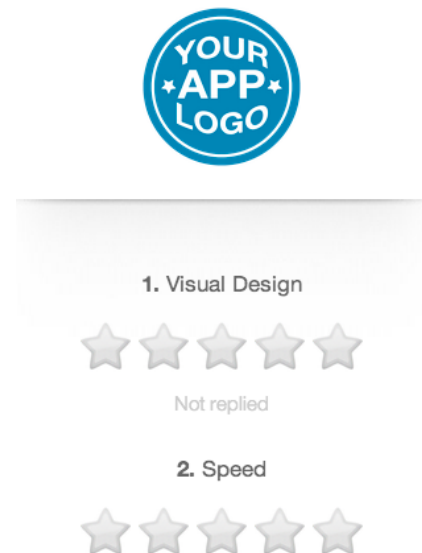 YOUR
APP
LOGO
1. Visual Design
Not replied
2. Speed